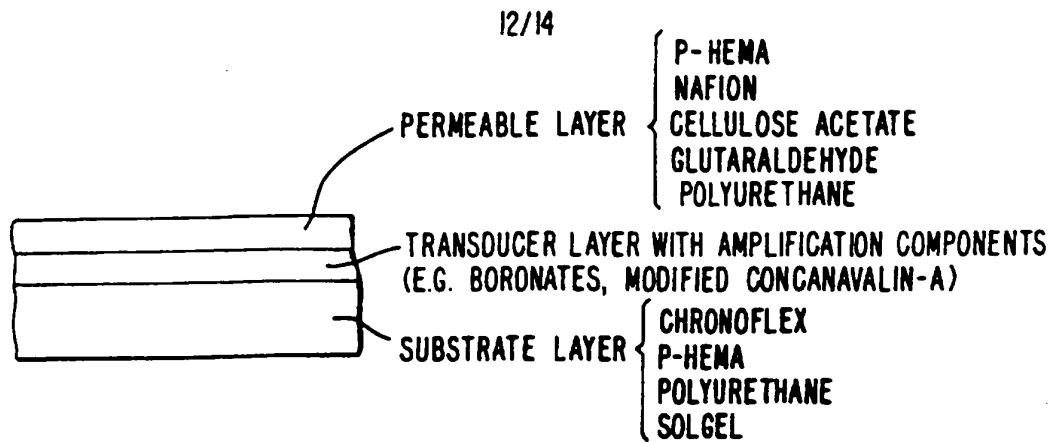 12/14
PERMEABLE LAYER
P-HEMA
NAFION
CELLULOSE ACETATE
GLUTARALDEHYDE
POLYURETHANE
TRANSDUCER LAYER WITH AMPLIFICATION COMPONENTS
(E.G. BORONATES, MODIFIED CONCANAVALIN-A)
SUBSTRATE LAYER
CHRONOFLEX
P-HEMA
POLYURETHANE
SOLGEL